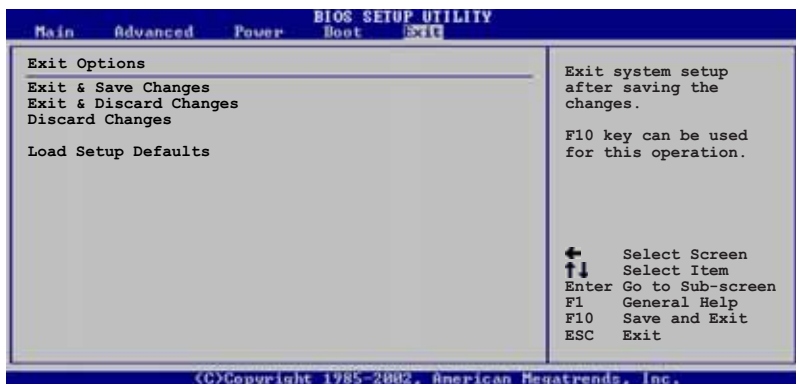 BIOS SETUP UTILITY
Main Advanced Power Boot Exit
Exit Options
Exit & Save Changes
Exit & Discard Changes
Discard Changes
Load Setup Defaults
Exit system setup
after saving the
changes.
F10 key can be used
for this operation.
← Select Screen
↑↓ Select Item
Enter Go to Sub-screen
F1 General Help
F10 Save and Exit
ESC Exit
(C)Copyright 1985-2002, American Megatrends, Inc.